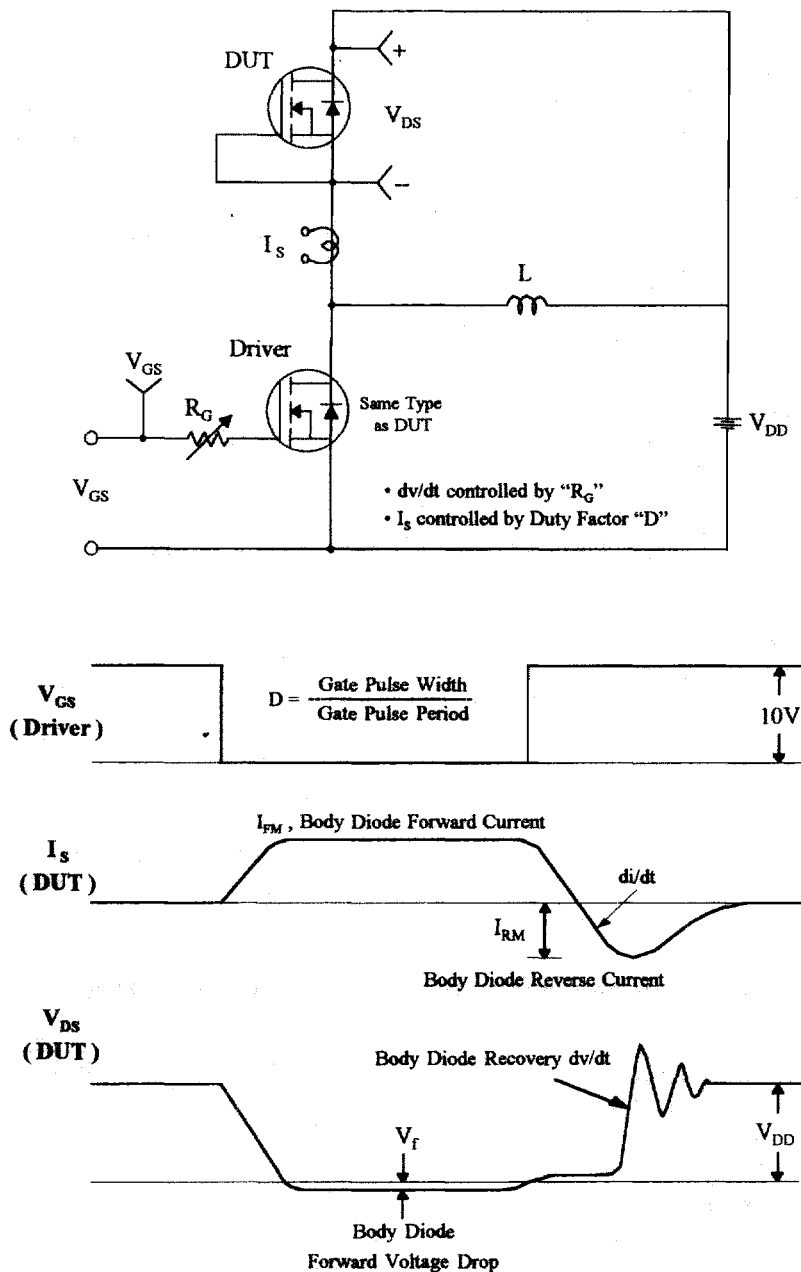 DUT
+
V_DS
−
I_S
L
Driver
V_GS
R_G
Same Type
as DUT
V_DD
V_GS
• dv/dt controlled by “R_G”
• I_S controlled by Duty Factor “D”
V_GS
( Driver )
D = Gate Pulse Width
Gate Pulse Period
10V
I_FM , Body Diode Forward Current
I_S
( DUT )
di/dt
I_RM
Body Diode Reverse Current
V_DS
( DUT )
Body Diode Recovery dv/dt
V_f
V_DD
Body Diode
Forward Voltage Drop